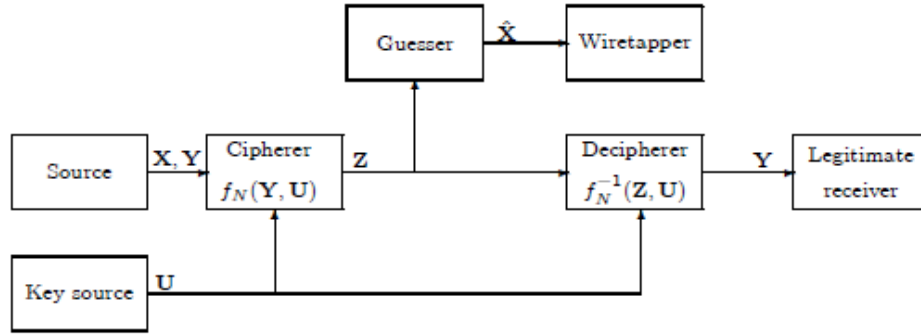 Guesser
X̂
Wiretapper
Source
X, Y
Cipherer
f_N(Y, U)
Z
Decipherer
f_N^{-1}(Z, U)
Y
Legitimate
receiver
Key source
U